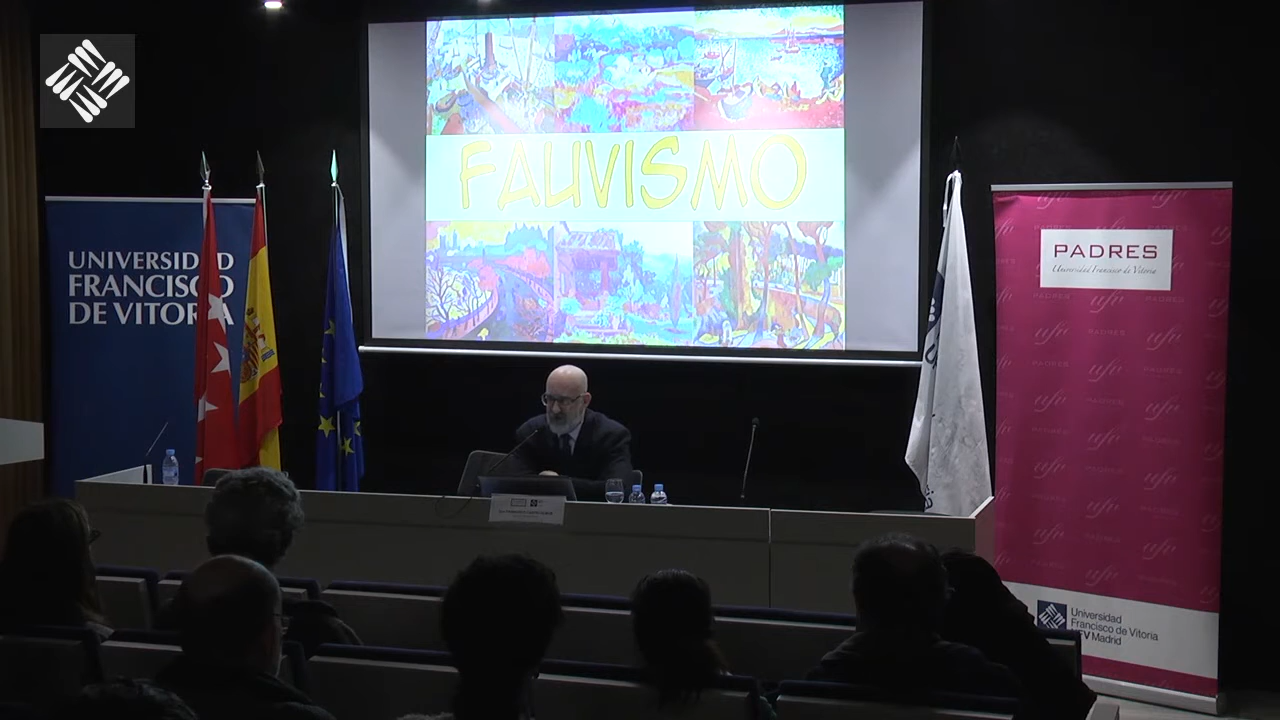 FAUVISMO
UNIVERSIDAD
FRANCISCO
DE VITORIA
PADRES
Universidad Francisco de Vitoria
Universidad
Francisco de Vitoria
UFV Madrid